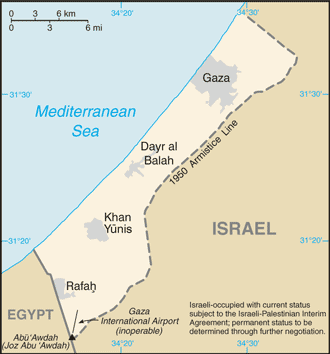 34°20'
34°30'
0 3 6 km
0 3 6 mi
Gaza
31°30'
31°30'
Mediterranean
Sea
Dayr al
Balah
1950 Armistice Line
Khan
Yūnis
ISRAEL
31°20'
31°20'
Rafaḩ
Gaza
International Airport
(inoperable)
EGYPT
Abū 'Awdah
(Joz Abu 'Awdah)
Israeli-occupied with current status
subject to the Israeli-Palestinian Interim
Agreement; permanent status to be
determined through further negotiation.
34°20'
34°30'